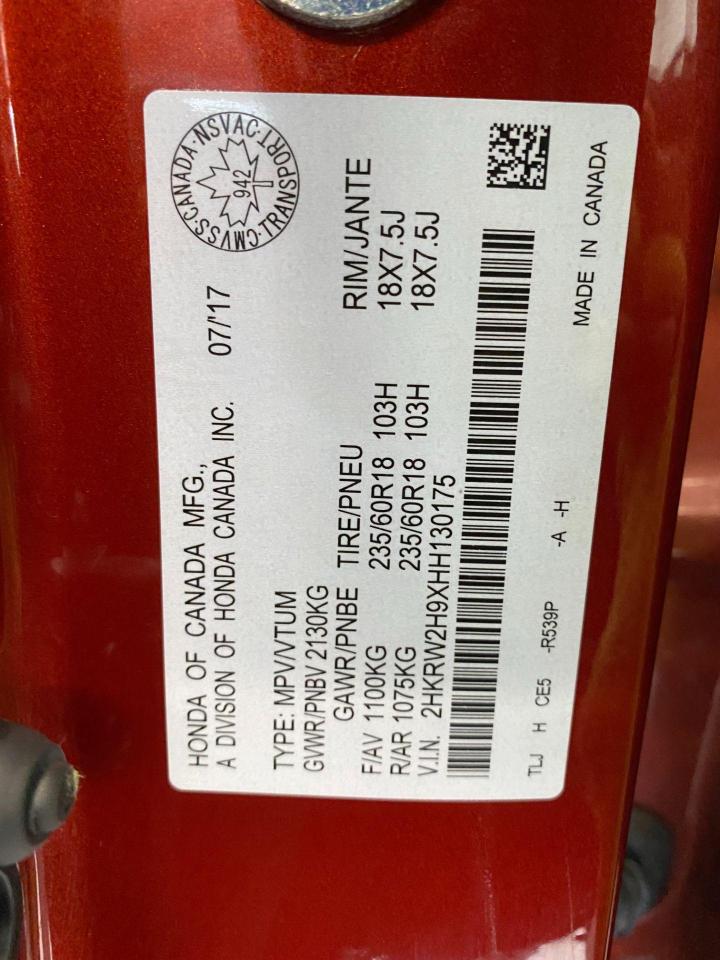 HONDA OF CANADA MFG.,
A DIVISION OF HONDA CANADA INC. 07/'17
CMVSS·CANADA·NSVAC·TRANSPORT
942
TYPE: MPV/VTUM
GWR/PNBV 2130KG
GAWR/PNBE TIRE/PNEU RIM/JANTE
F/AV 1100KG 235/60R18 103H 18X7.5J
R/AR 1075KG 235/60R18 103H 18X7.5J
V.I.N. 2HKRW2H9XHH130175
TLJ H CE5 -R539P -A -H
MADE IN CANADA